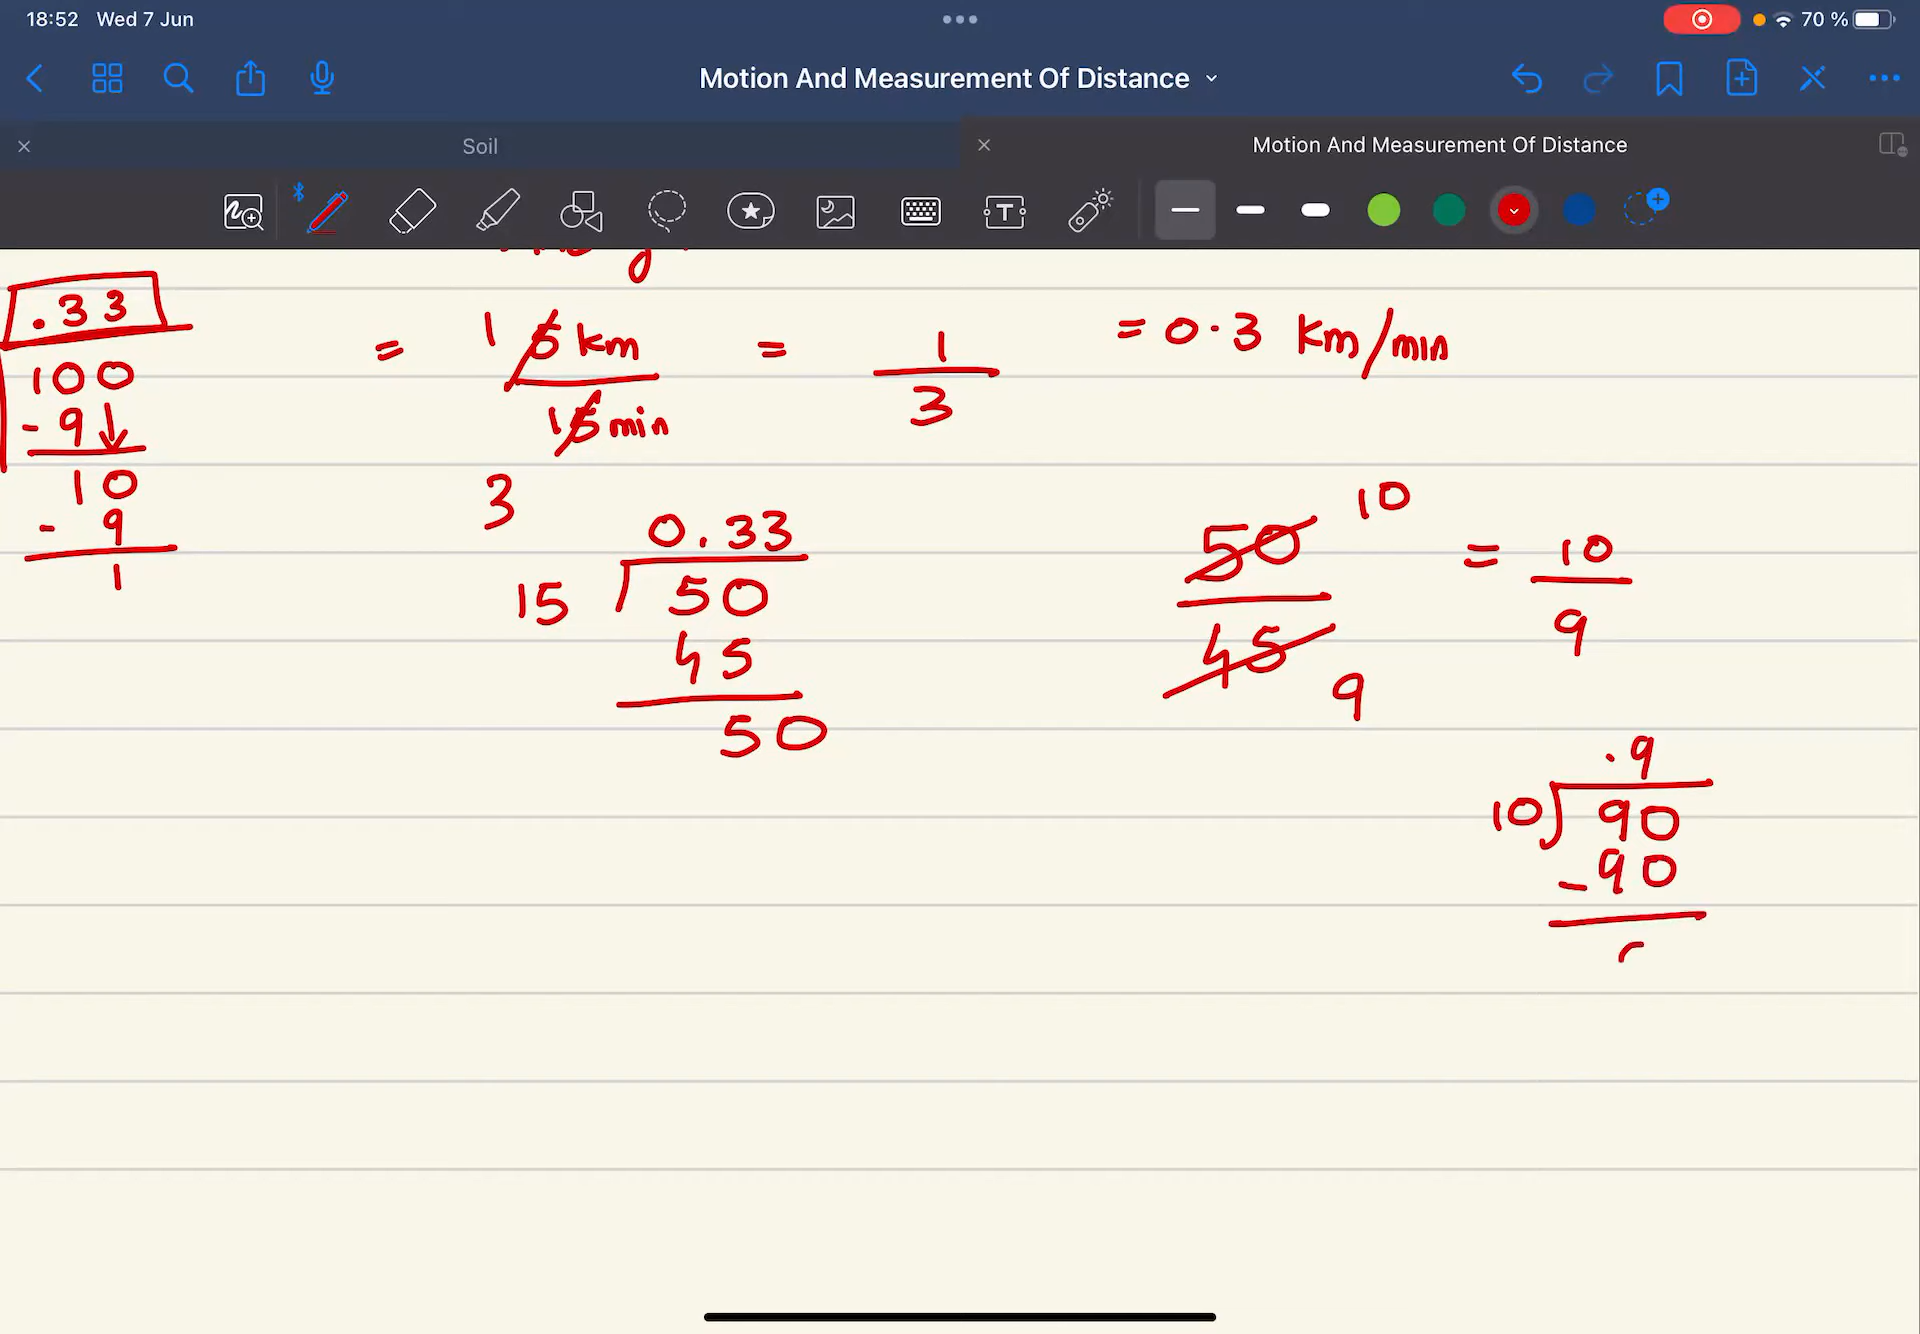 18:52 Wed 7 Jun
70 %
Motion And Measurement Of Distance
Soil
Motion And Measurement Of Distance
.33
100
- 9
10
- 9
1
= 1 5 km / 15 min = 1/3 = 0.3 km/min
3
0.33
15 50
45
50
50/45 10 9 = 10/9
.9
10 90
- 90